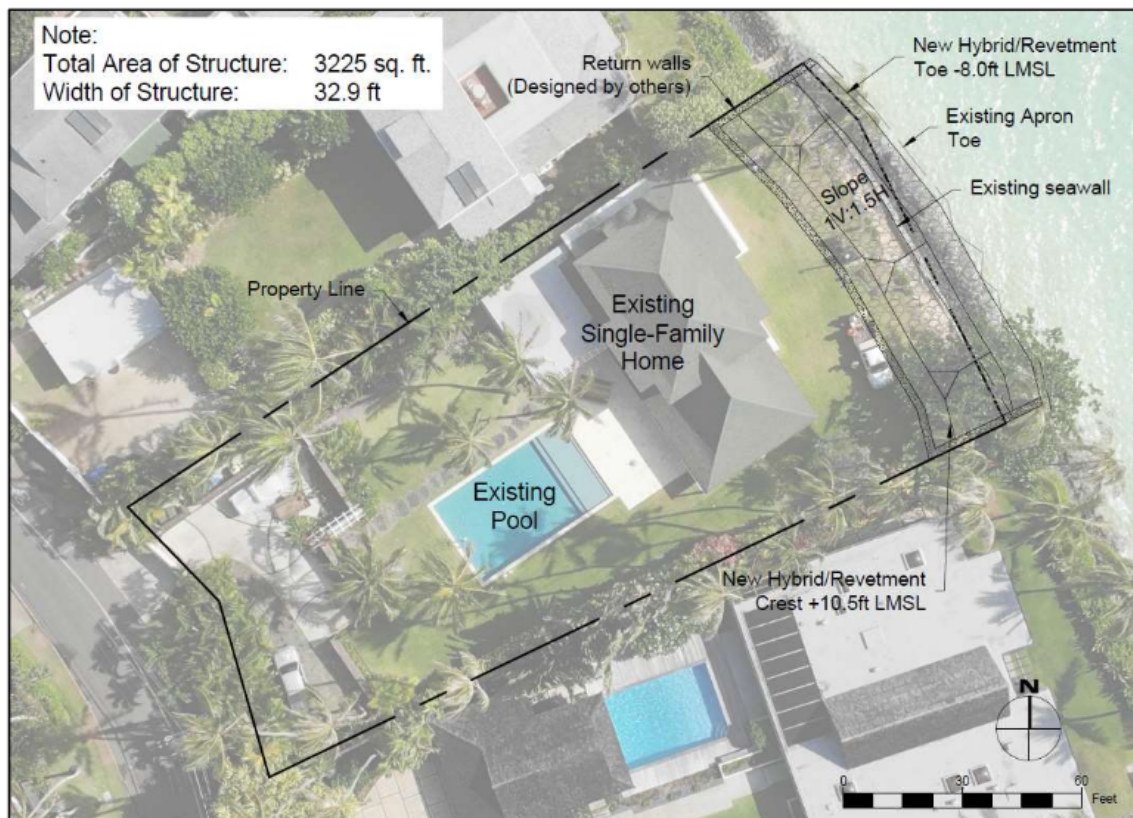 Note:
Total Area of Structure: 3225 sq. ft.
Width of Structure: 32.9 ft
Return walls
(Designed by others)
New Hybrid/Revetment
Toe -8.0ft LMSL
Existing Apron
Toe
Existing seawall
Slope
1V:1.5H
Property Line
Existing
Single-Family
Home
Existing
Pool
New Hybrid/Revetment
Crest +10.5ft LMSL
N
0 30 60
Feet